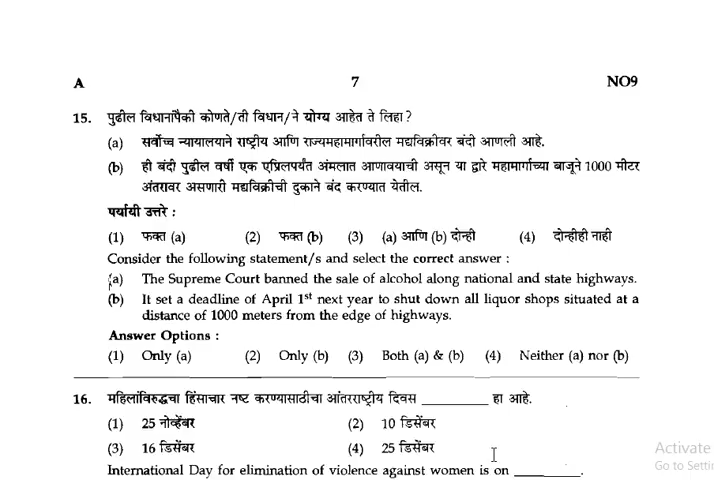 A 7 NO9
15. पुढील विधानांपैकी कोणते/ती विधान/ने योग्य आहेत ते लिहा ?
(a) सर्वोच्च न्यायालयाने राष्ट्रीय आणि राज्यमहामार्गावरील मद्यविक्रीवर बंदी आणली आहे.
(b) ही बंदी पुढील वर्षी एक एप्रिलपर्यंत अंमलात आणावयाची असून या द्वारे महामार्गाच्या बाजूने 1000 मीटर
अंतरावर असणारी मद्यविक्रीची दुकाने बंद करण्यात येतील.
पर्यायी उत्तरे :
(1) फक्त (a) (2) फक्त (b) (3) (a) आणि (b) दोन्ही (4) दोन्हीही नाही
Consider the following statement/s and select the correct answer :
(a) The Supreme Court banned the sale of alcohol along national and state highways.
(b) It set a deadline of April 1st next year to shut down all liquor shops situated at a
distance of 1000 meters from the edge of highways.
Answer Options :
(1) Only (a) (2) Only (b) (3) Both (a) & (b) (4) Neither (a) nor (b)
16. महिलांविरुद्धचा हिंसाचार नष्ट करण्यासाठीचा आंतरराष्ट्रीय दिवस ________ हा आहे.
(1) 25 नोव्हेंबर (2) 10 डिसेंबर
(3) 16 डिसेंबर (4) 25 डिसेंबर
International Day for elimination of violence against women is on ________.
Activate
Go to Setti